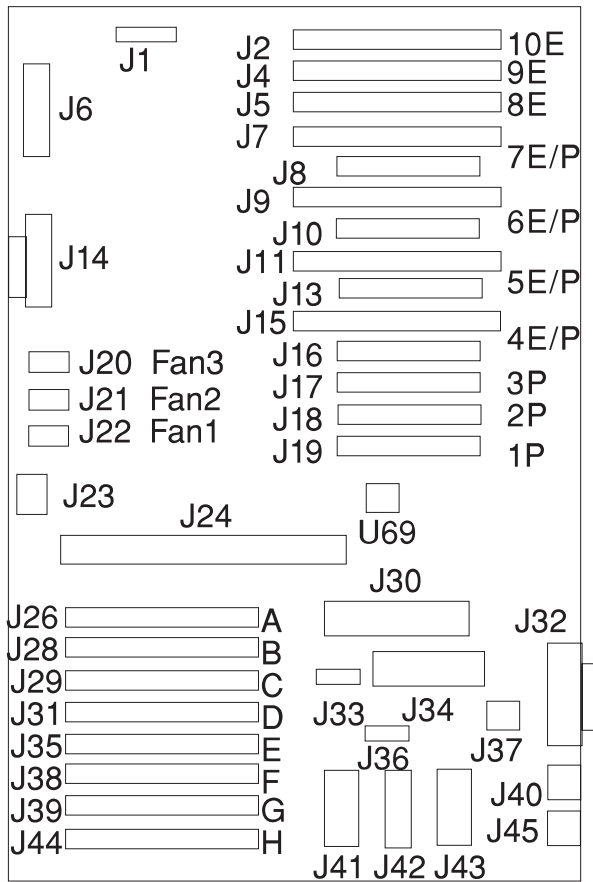 J1
J2 10E
J4 9E
J5 8E
J6
J7
7E/P
J8
J9
6E/P
J10
J14
J11
5E/P
J13
J15
4E/P
J16
J20 Fan3
J17 3P
J21 Fan2
J18 2P
J22 Fan1
J19 1P
J23
J24
U69
J30
J26 A
J32
J28 B
J29 C
J33
J34
J31 D
J37
J35 E
J36
J38 F
J40
J39 G
J45
J44 H
J41 J42 J43